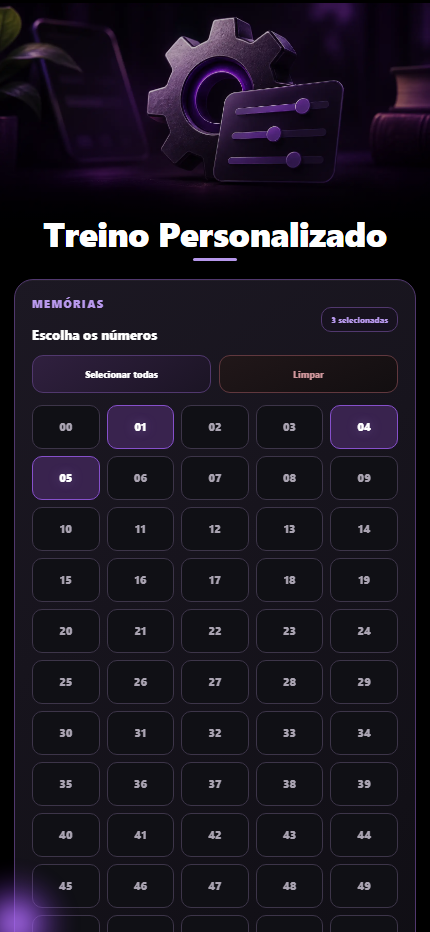 Treino Personalizado
MEMÓRIAS
3 selecionadas
Escolha os números
Selecionar todas Limpar
00 01 02 03 04
05 06 07 08 09
10 11 12 13 14
15 16 17 18 19
20 21 22 23 24
25 26 27 28 29
30 31 32 33 34
35 36 37 38 39
40 41 42 43 44
45 46 47 48 49